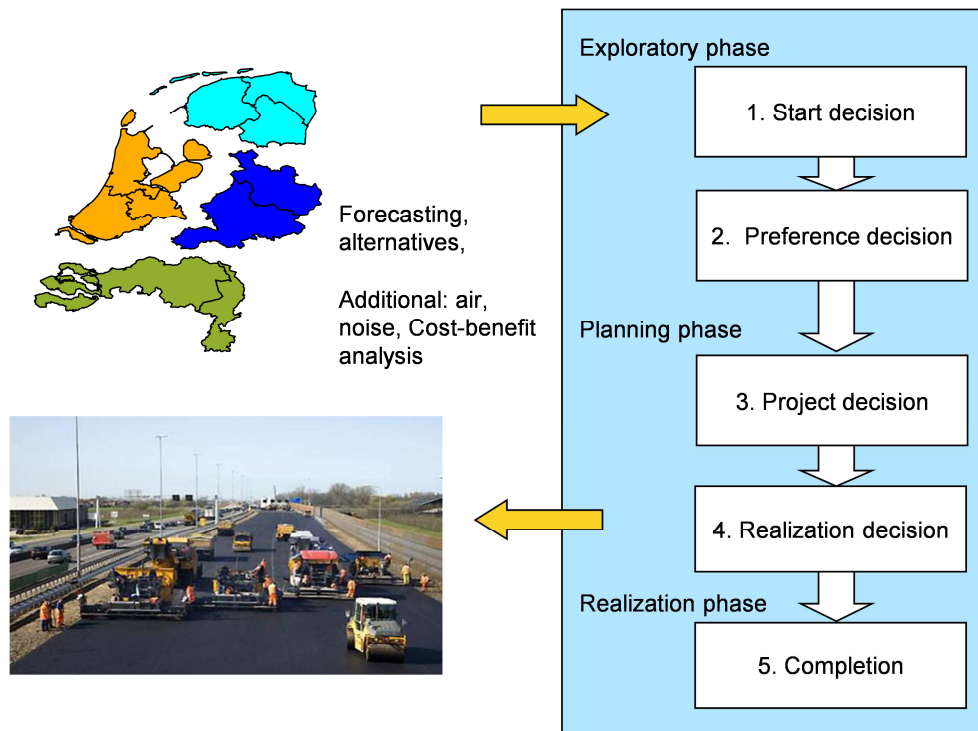 Forecasting,
alternatives,
Additional: air,
noise, Cost-benefit
analysis
Exploratory phase
1. Start decision
2. Preference decision
Planning phase
3. Project decision
4. Realization decision
Realization phase
5. Completion